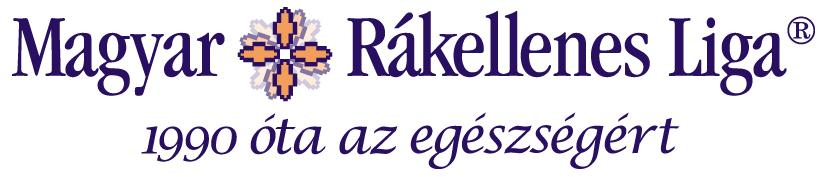 Magyar Rákellenes Liga®
1990 óta az egészségért